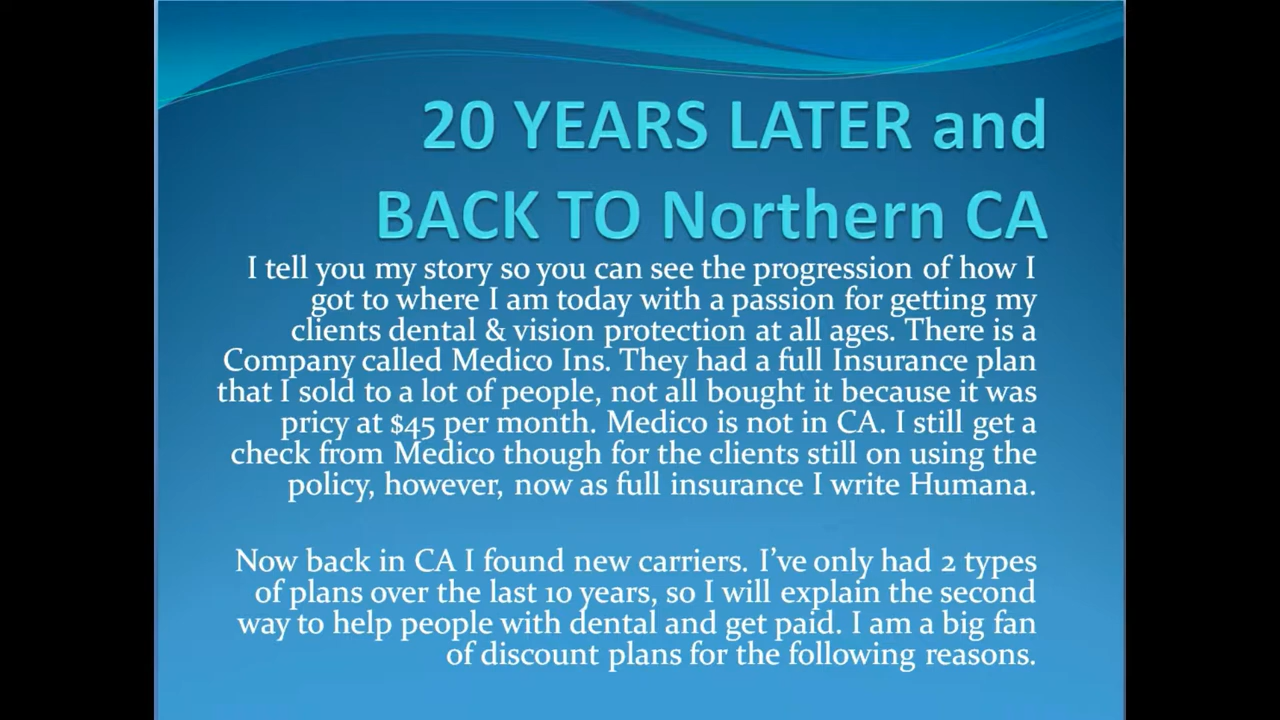 20 YEARS LATER and
BACK TO Northern CA
I tell you my story so you can see the progression of how I
got to where I am today with a passion for getting my
clients dental & vision protection at all ages. There is a
Company called Medico Ins. They had a full Insurance plan
that I sold to a lot of people, not all bought it because it was
pricy at $45 per month. Medico is not in CA. I still get a
check from Medico though for the clients still on using the
policy, however, now as full insurance I write Humana.
Now back in CA I found new carriers. I've only had 2 types
of plans over the last 10 years, so I will explain the second
way to help people with dental and get paid. I am a big fan
of discount plans for the following reasons.